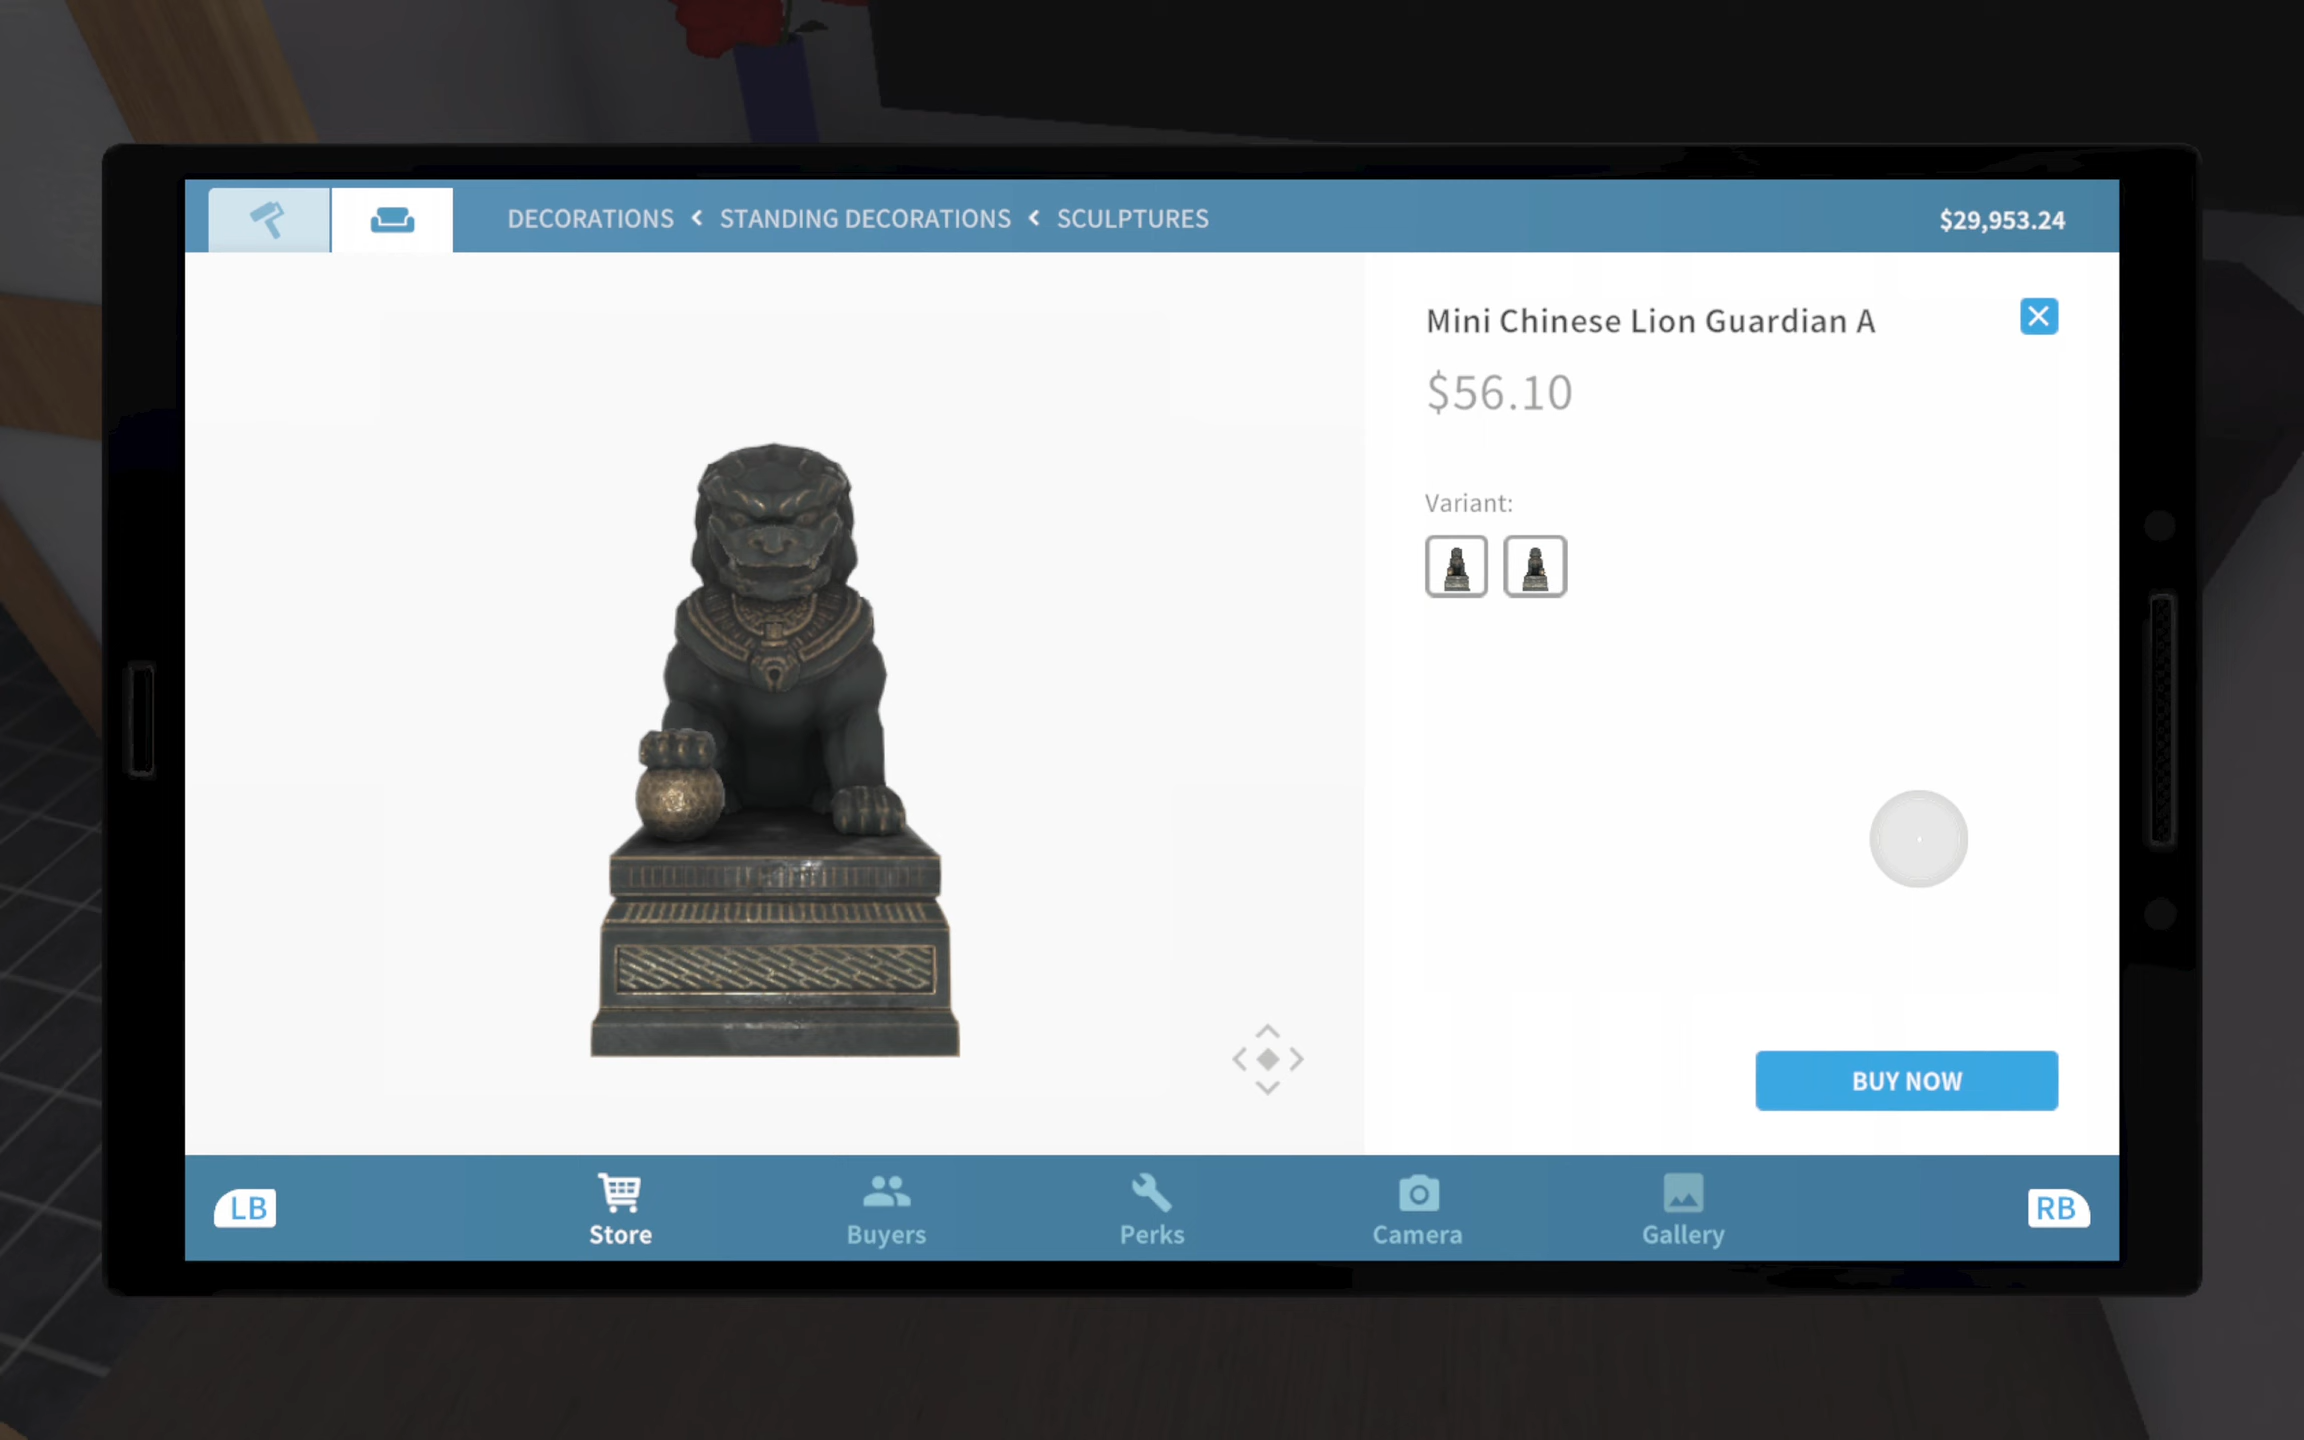 DECORATIONS < STANDING DECORATIONS < SCULPTURES
$29,953.24
Mini Chinese Lion Guardian A
$56.10
Variant:
BUY NOW
LB
Store
Buyers
Perks
Camera
Gallery
RB